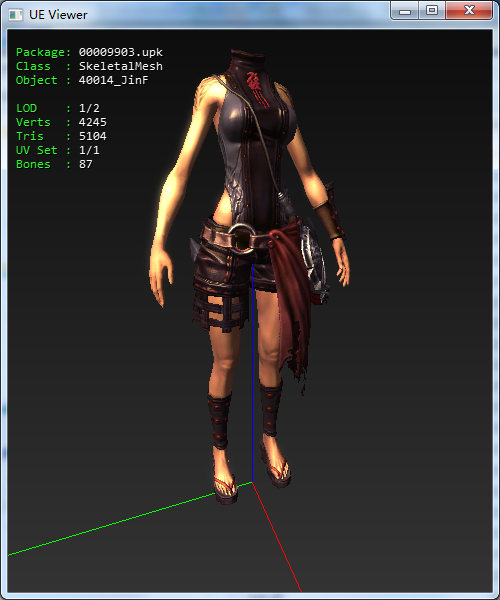 UE Viewer
Package: 00009903.upk
Class : SkeletalMesh
Object : 40014_JinF
LOD : 1/2
Verts : 4245
Tris : 5104
UV Set : 1/1
Bones : 87